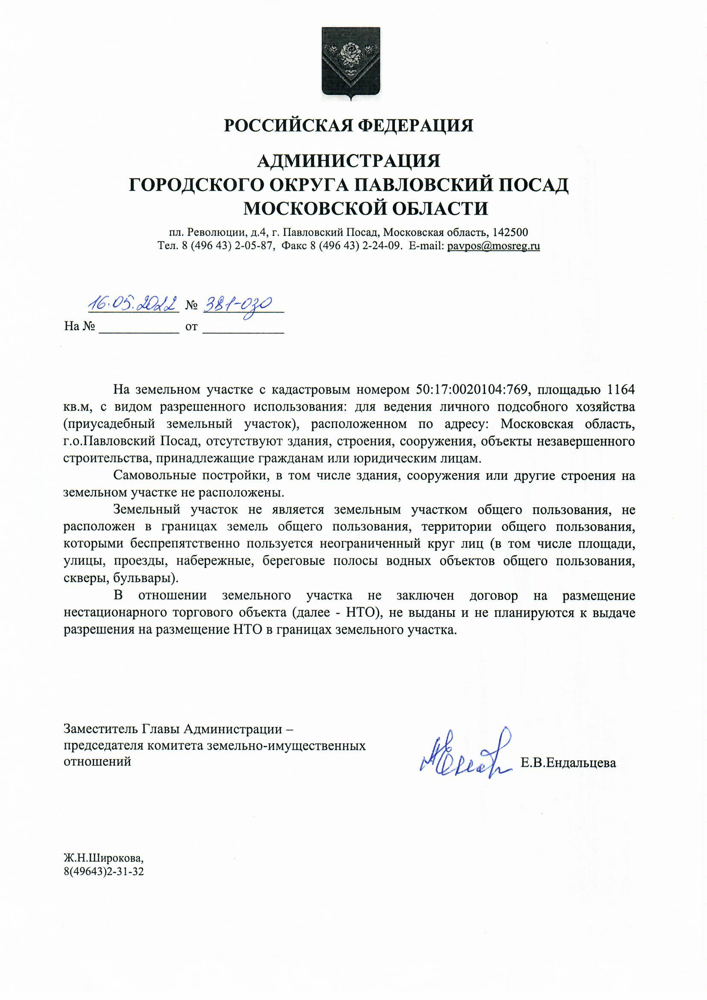 РОССИЙСКАЯ ФЕДЕРАЦИЯ
АДМИНИСТРАЦИЯ
ГОРОДСКОГО ОКРУГА ПАВЛОВСКИЙ ПОСАД
МОСКОВСКОЙ ОБЛАСТИ
пл. Революции, д.4, г. Павловский Посад, Московская область, 142500
Тел. 8 (496 43) 2-05-87, Факс 8 (496 43) 2-24-09. E-mail: pavpos@mosreg.ru
16.05.2022 № 381-озо
На № ____________ от ____________
На земельном участке с кадастровым номером 50:17:0020104:769, площадью 1164
кв.м, с видом разрешенного использования: для ведения личного подсобного хозяйства
(приусадебный земельный участок), расположенном по адресу: Московская область,
г.о.Павловский Посад, отсутствуют здания, строения, сооружения, объекты незавершенного
строительства, принадлежащие гражданам или юридическим лицам.
Самовольные постройки, в том числе здания, сооружения или другие строения на
земельном участке не расположены.
Земельный участок не является земельным участком общего пользования, не
расположен в границах земель общего пользования, территории общего пользования,
которыми беспрепятственно пользуется неограниченный круг лиц (в том числе площади,
улицы, проезды, набережные, береговые полосы водных объектов общего пользования,
скверы, бульвары).
В отношении земельного участка не заключен договор на размещение
нестационарного торгового объекта (далее - НТО), не выданы и не планируются к выдаче
разрешения на размещение НТО в границах земельного участка.
Заместитель Главы Администрации –
председателя комитета земельно-имущественных
отношений
Е.В.Ендальцева
Ж.Н.Широкова,
8(49643)2-31-32